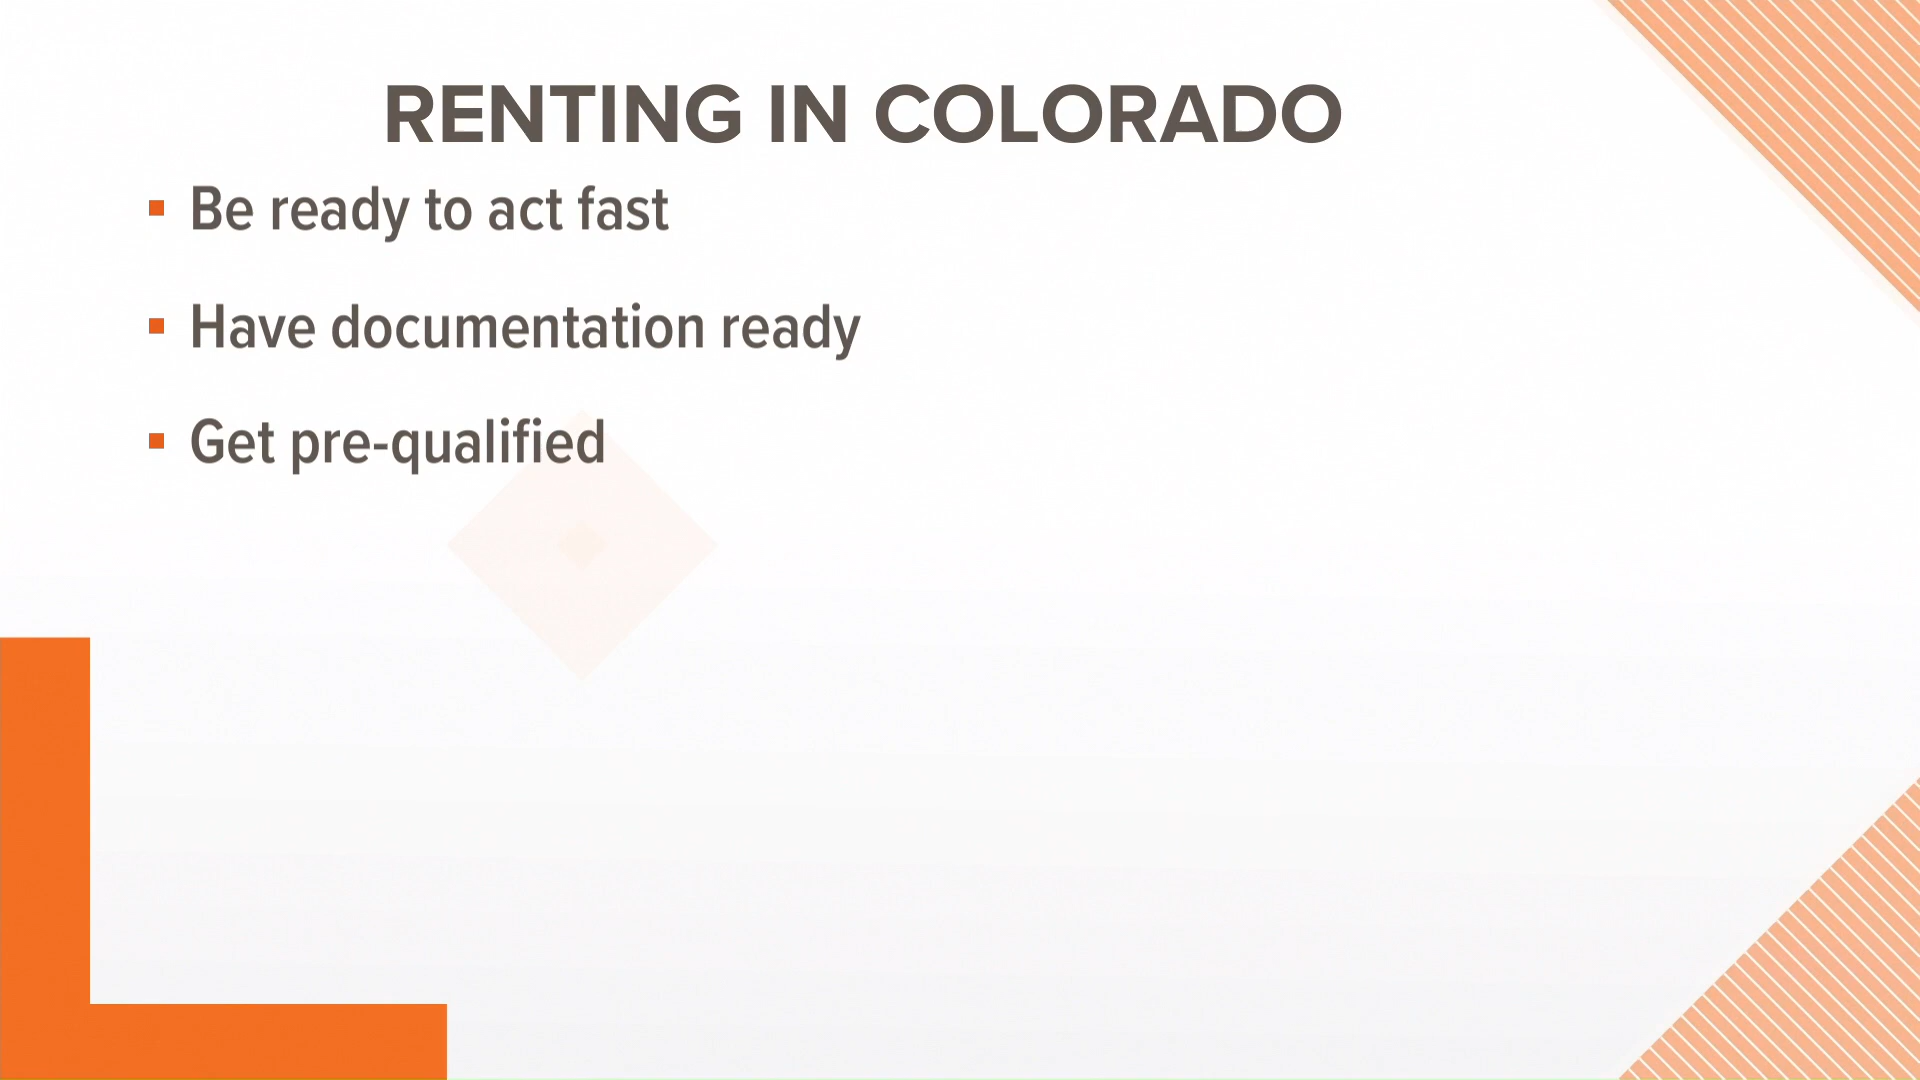 RENTING IN COLORADO
Be ready to act fast
Have documentation ready
Get pre-qualified